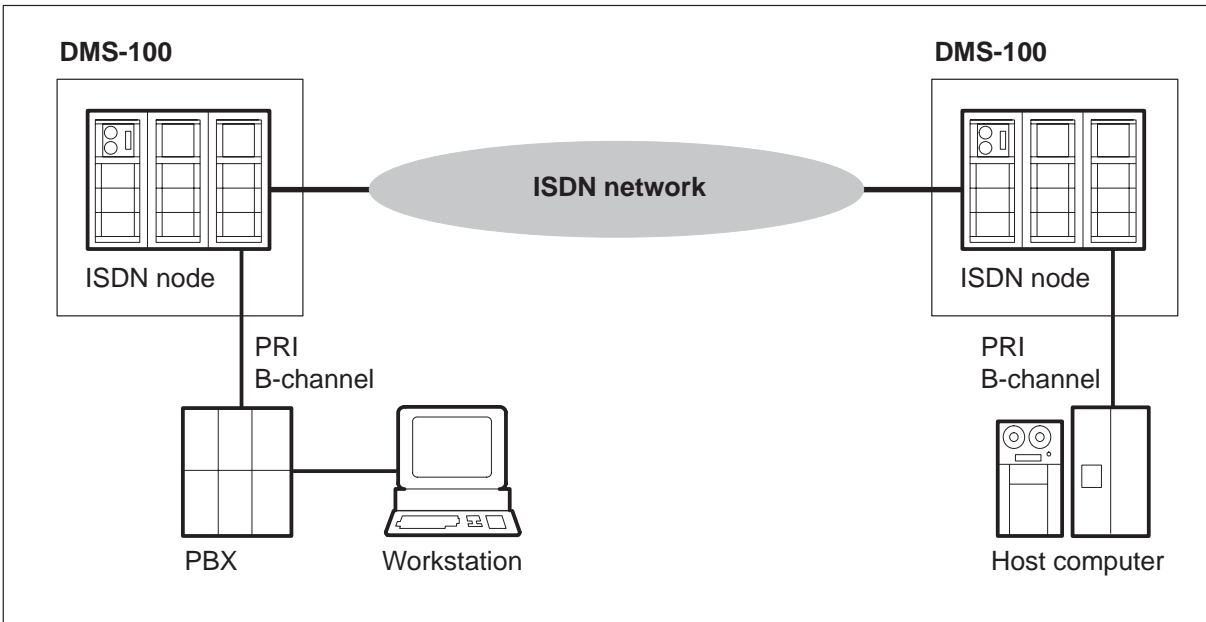 DMS-100
DMS-100
ISDN network
ISDN node
ISDN node
PRI
B-channel
PRI
B-channel
PBX
Workstation
Host computer